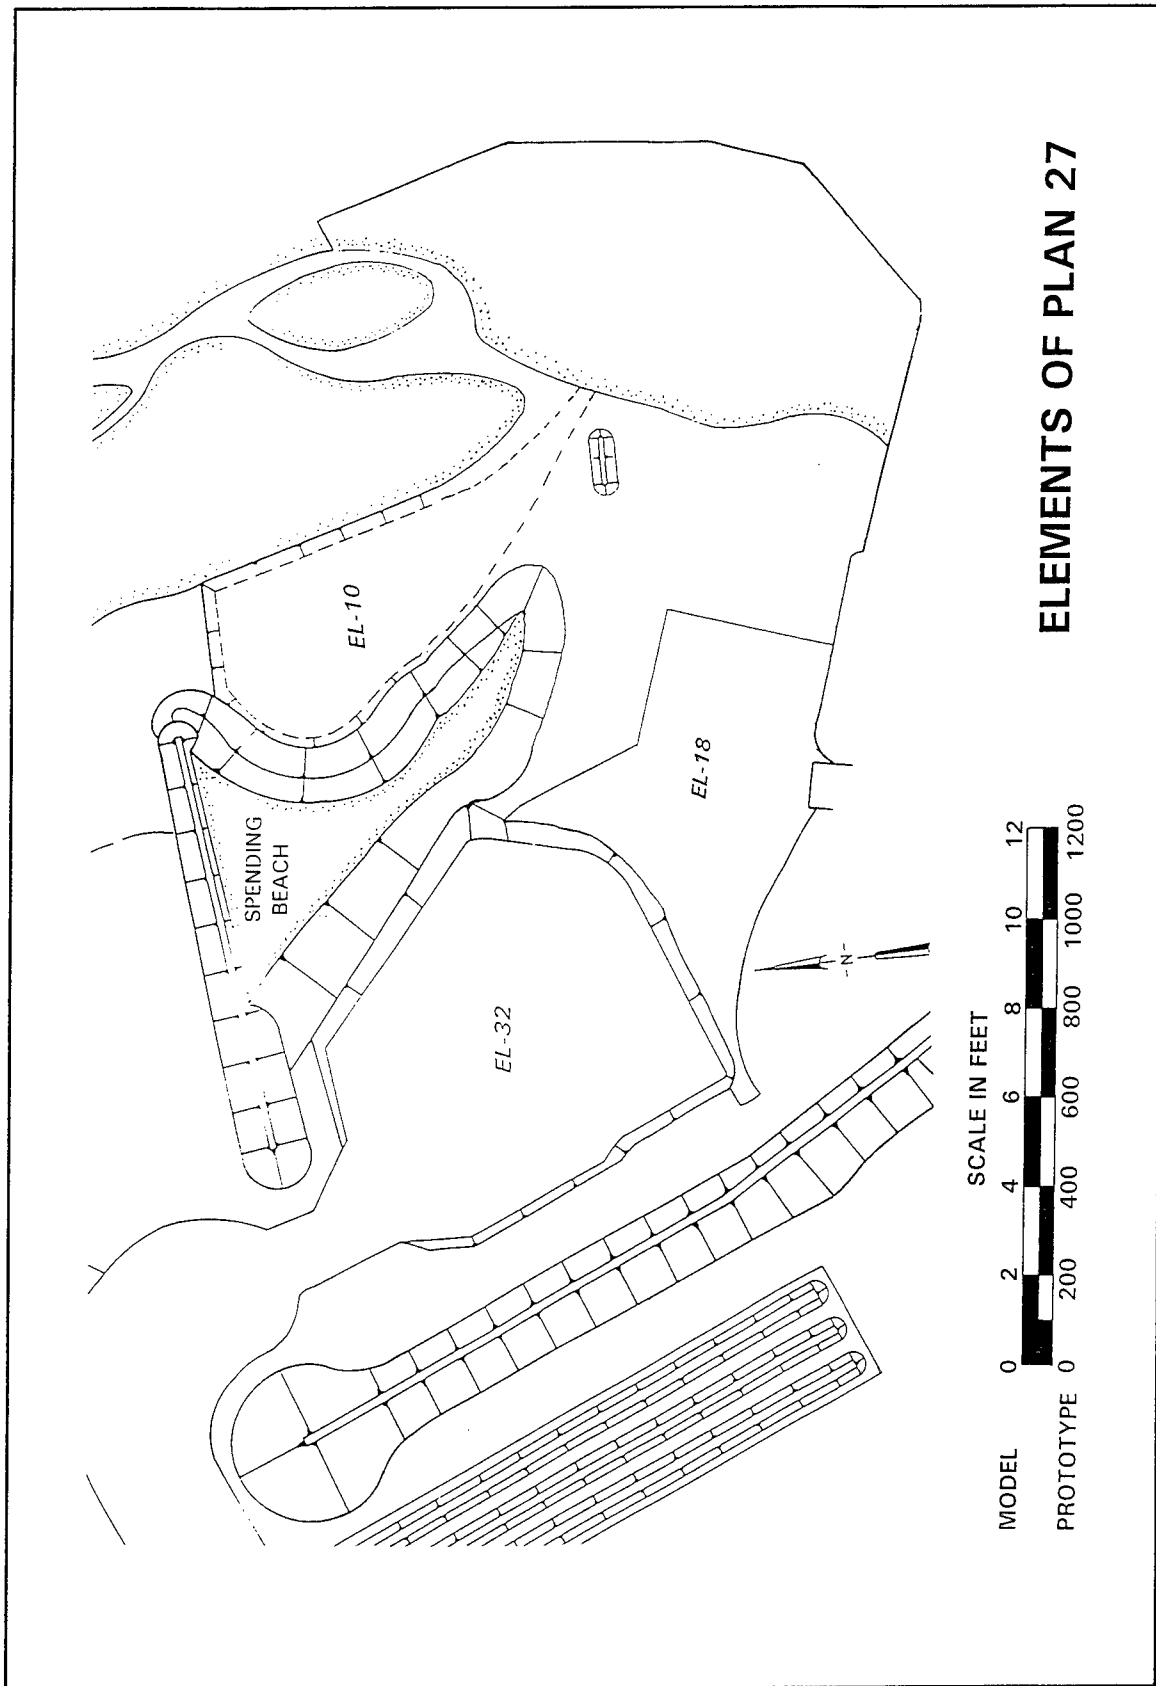 EL-10
SPENDING
BEACH
EL-32
EL-18
-N-
SCALE IN FEET
MODEL 0 2 4 6 8 10 12
PROTOTYPE 0 200 400 600 800 1000 1200
ELEMENTS OF PLAN 27